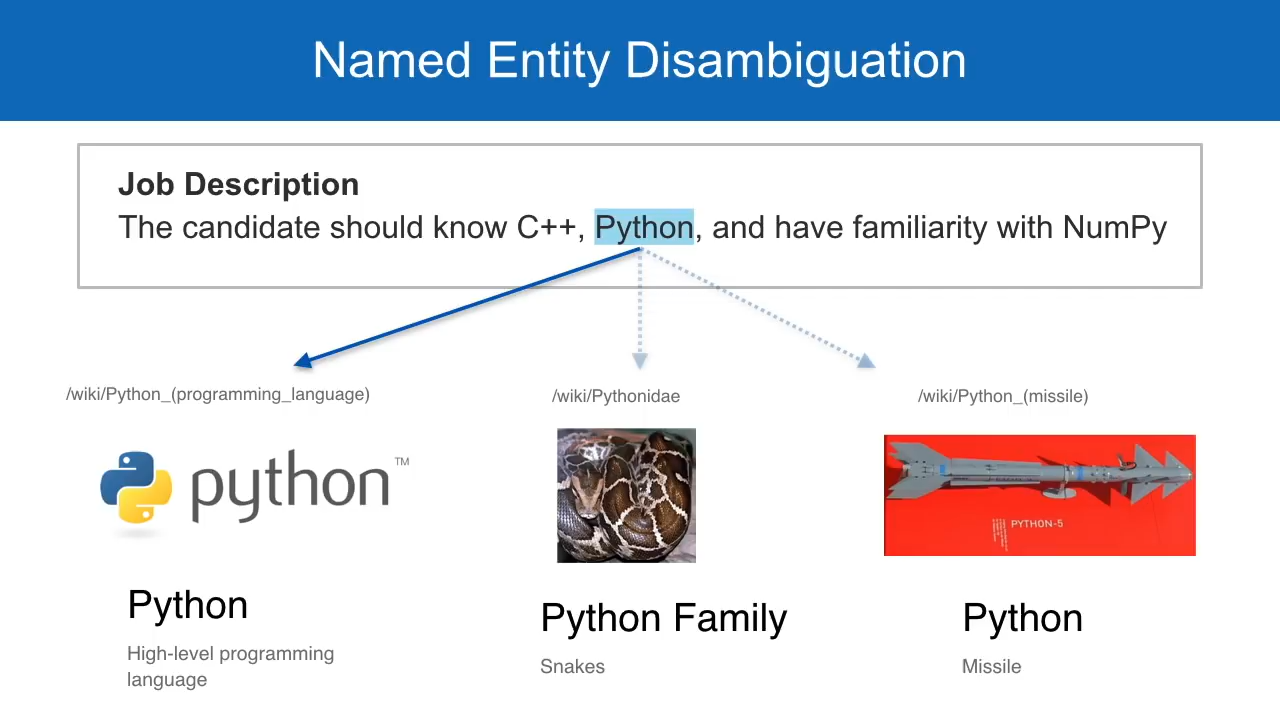 Named Entity Disambiguation
Job Description
The candidate should know C++, Python, and have familiarity with NumPy
/wiki/Python_(programming_language)
/wiki/Pythonidae
/wiki/Python_(missile)
python™
PYTHON-5
Python
High-level programming
language
Python Family
Snakes
Python
Missile